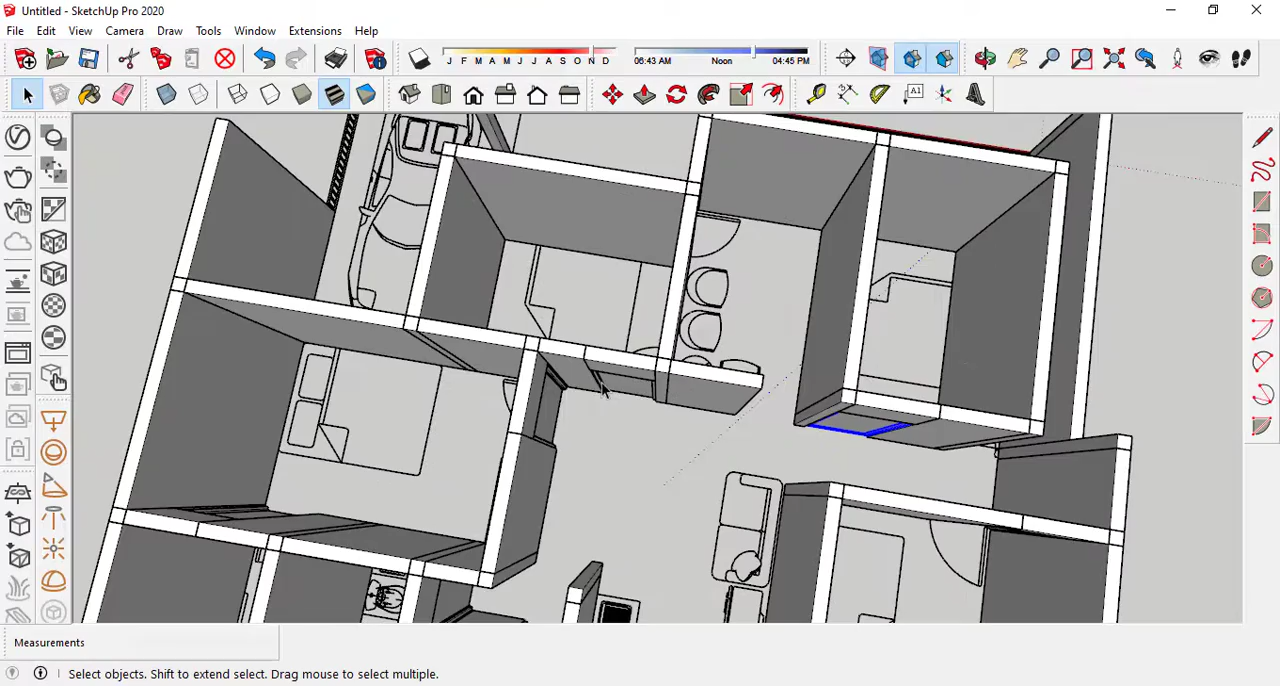 Untitled - SketchUp Pro 2020
File Edit View Camera Draw Tools Window Extensions Help
J F M A M J J A S O N D 06:43 AM Noon 04:45 PM
A1
Measurements
Select objects. Shift to extend select. Drag mouse to select multiple.